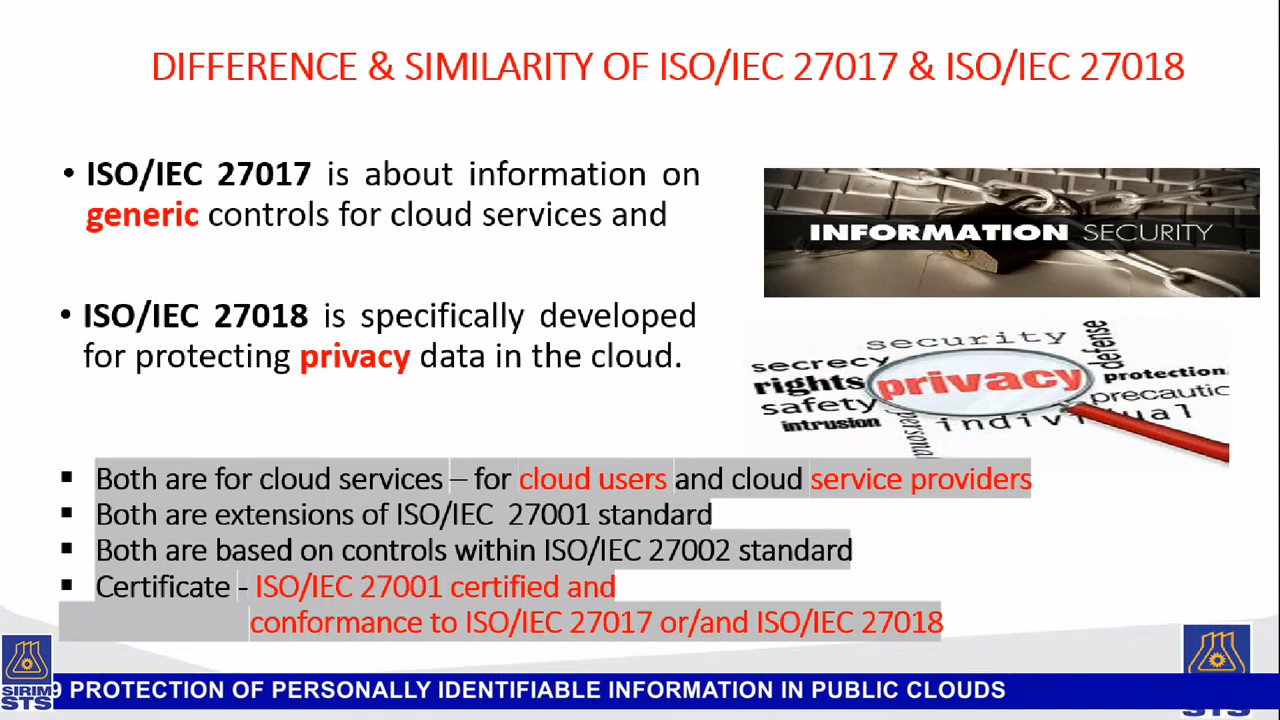 DIFFERENCE & SIMILARITY OF ISO/IEC 27017 & ISO/IEC 27018
• ISO/IEC 27017 is about information on
generic controls for cloud services and
INFORMATION SECURITY
• ISO/IEC 27018 is specifically developed
for protecting privacy data in the cloud.
security
secrecy
defense
rights
privacy
protection
safety
precautio
intrusion
persona
individual
▪ Both are for cloud services – for cloud users and cloud service providers
▪ Both are extensions of ISO/IEC 27001 standard
▪ Both are based on controls within ISO/IEC 27002 standard
▪ Certificate - ISO/IEC 27001 certified and
conformance to ISO/IEC 27017 or/and ISO/IEC 27018
SIRIM
STS
9 PROTECTION OF PERSONALLY IDENTIFIABLE INFORMATION IN PUBLIC CLOUDS
STS